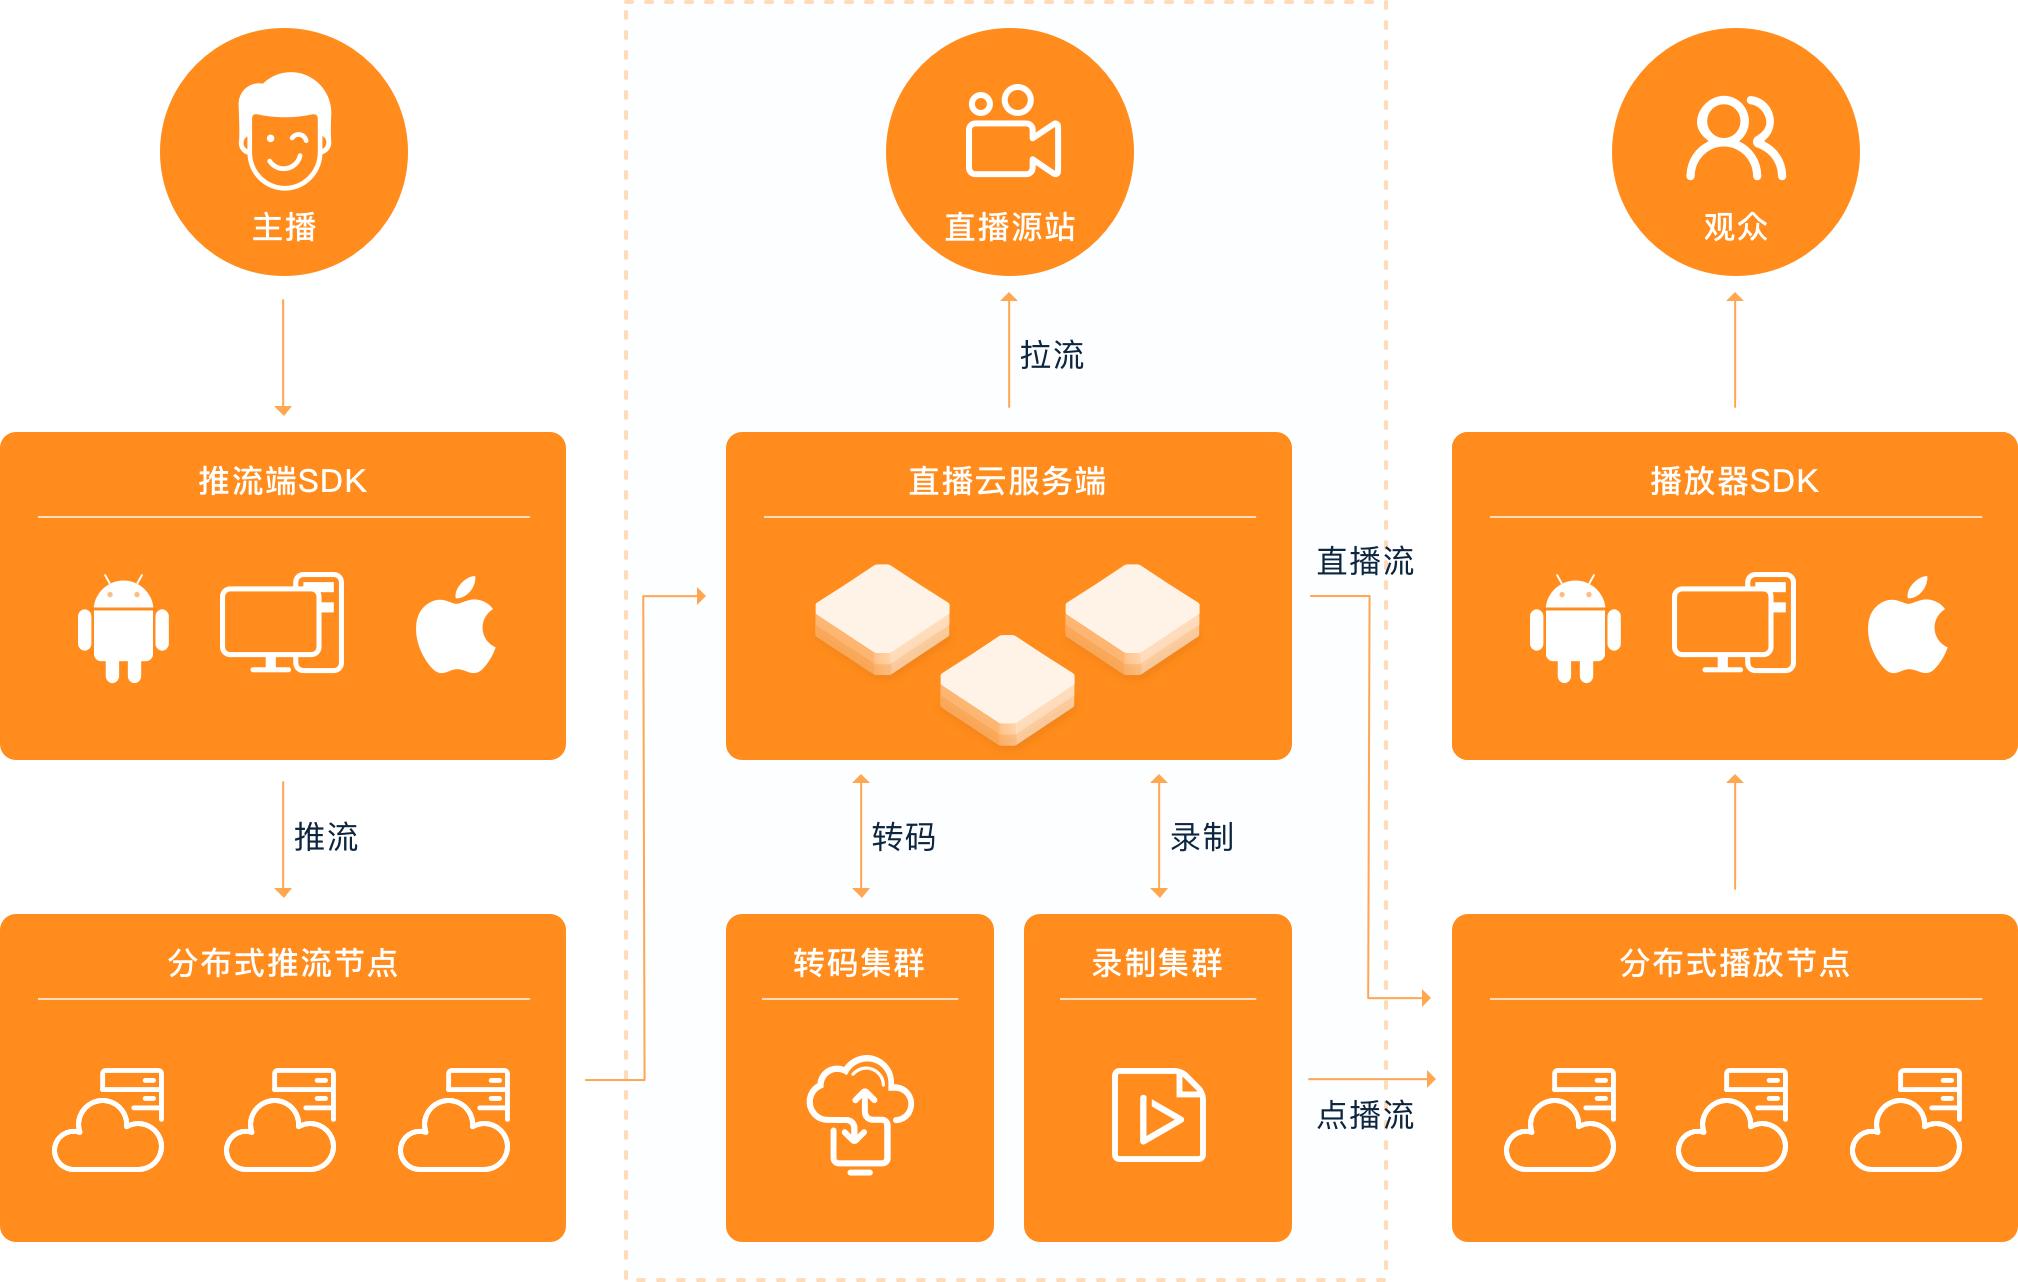 主播
直播源站
观众
拉流
推流端SDK
直播云服务端
播放器SDK
直播流
推流
转码
录制
分布式推流节点
转码集群
录制集群
分布式播放节点
点播流